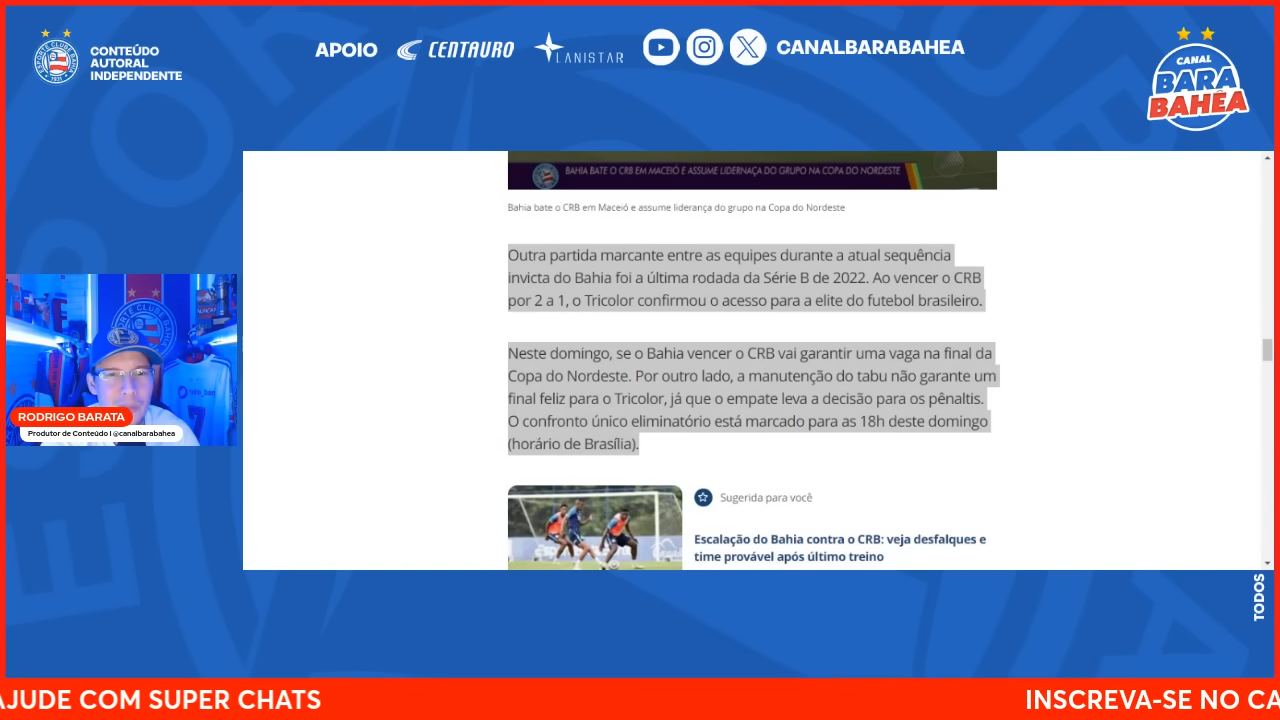 CONTEÚDO
AUTORAL
INDEPENDENTE
APOIO
CENTAURO
LANISTAR
CANALBARABAHEA
CANAL
BARA
BAHÊA
BAHIA BATE O CRB EM MACEIÓ E ASSUME LIDERNAÇA DO GRUPO NA COPA DO NORDESTE
Bahia bate o CRB em Maceió e assume liderança do grupo na Copa do Nordeste
Outra partida marcante entre as equipes durante a atual sequência
invicta do Bahia foi a última rodada da Série B de 2022. Ao vencer o CRB
por 2 a 1, o Tricolor confirmou o acesso para a elite do futebol brasileiro.
Neste domingo, se o Bahia vencer o CRB vai garantir uma vaga na final da
Copa do Nordeste. Por outro lado, a manutenção do tabu não garante um
final feliz para o Tricolor, já que o empate leva a decisão para os pênaltis.
O confronto único eliminatório está marcado para as 18h deste domingo
(horário de Brasília).
Sugerida para você
Escalação do Bahia contra o CRB: veja desfalques e
time provável após último treino
RODRIGO BARATA
Produtor de Conteúdo | @canalbarabahea
TODOS
AJUDE COM SUPER CHATS
INSCREVA-SE NO CA